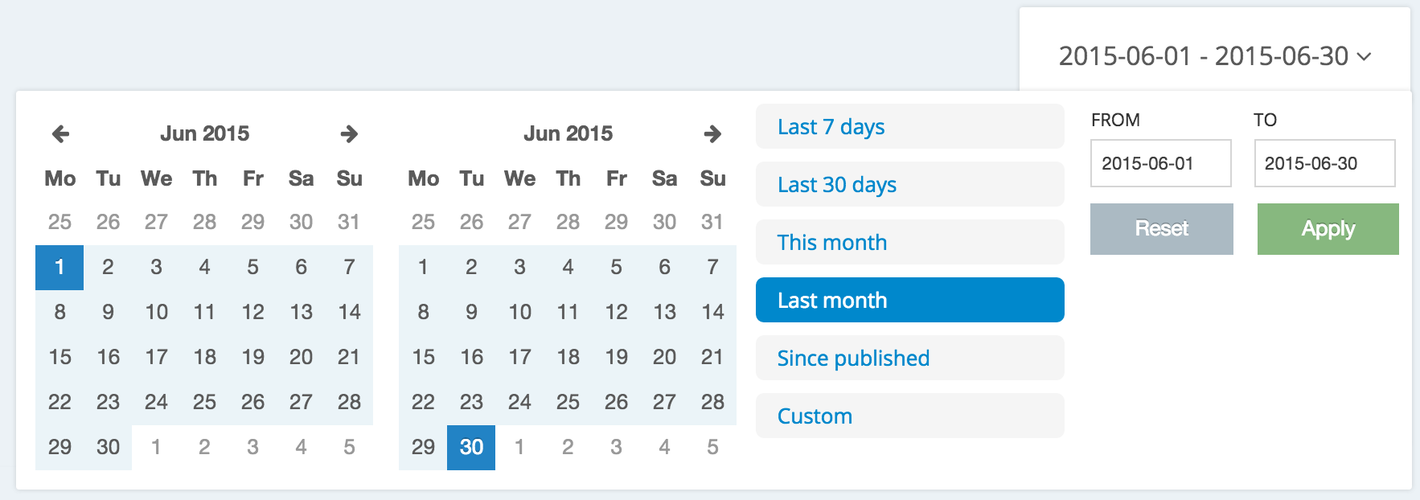 2015-06-01 - 2015-06-30
Jun 2015
Mo Tu We Th Fr Sa Su
25 26 27 28 29 30 31
1 2 3 4 5 6 7
8 9 10 11 12 13 14
15 16 17 18 19 20 21
22 23 24 25 26 27 28
29 30 1 2 3 4 5
Jun 2015
Mo Tu We Th Fr Sa Su
25 26 27 28 29 30 31
1 2 3 4 5 6 7
8 9 10 11 12 13 14
15 16 17 18 19 20 21
22 23 24 25 26 27 28
29 30 1 2 3 4 5
Last 7 days
Last 30 days
This month
Last month
Since published
Custom
FROM TO
2015-06-01 2015-06-30
Reset Apply